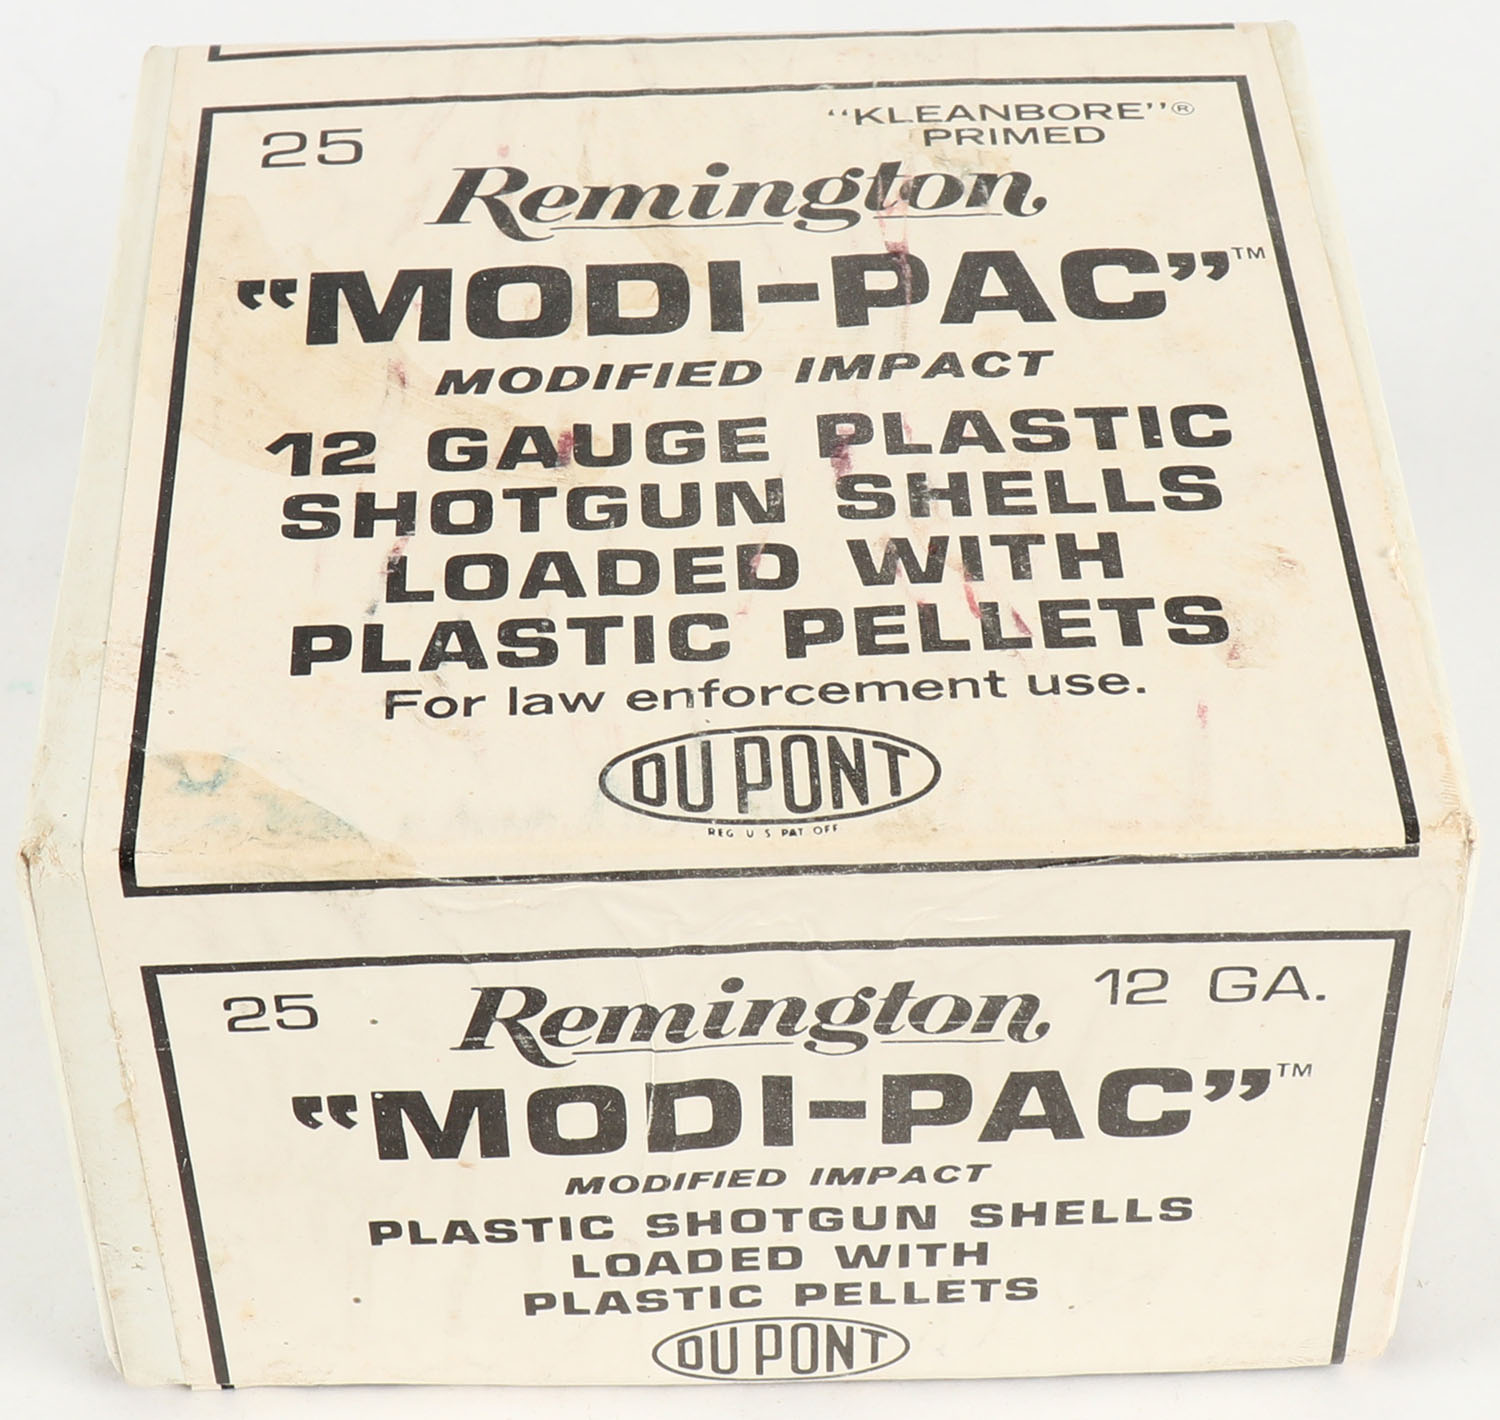 25
“KLEANBORE”®
PRIMED
Remington
“MODI-PAC”™
MODIFIED IMPACT
12 GAUGE PLASTIC
SHOTGUN SHELLS
LOADED WITH
PLASTIC PELLETS
For law enforcement use.
DU PONT
REG U S PAT OFF
25
Remington
12 GA.
“MODI-PAC”™
MODIFIED IMPACT
PLASTIC SHOTGUN SHELLS
LOADED WITH
PLASTIC PELLETS
DU PONT